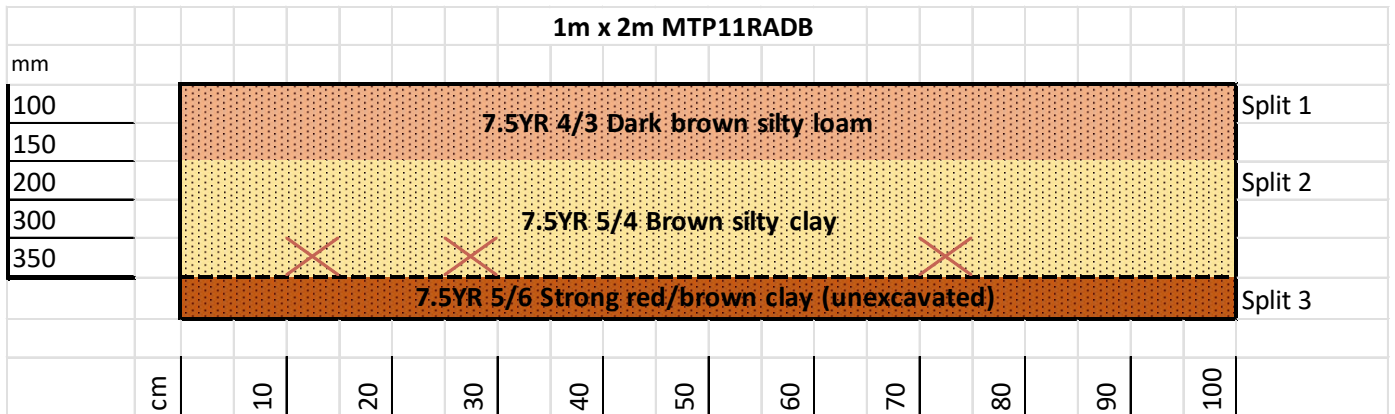 1m x 2m MTP11RADB
mm
100
Split 1
7.5YR 4/3 Dark brown silty loam
150
200
Split 2
300
7.5YR 5/4 Brown silty clay
350
7.5YR 5/6 Strong red/brown clay (unexcavated)
Split 3
cm 10 20 30 40 50 60 70 80 90 100